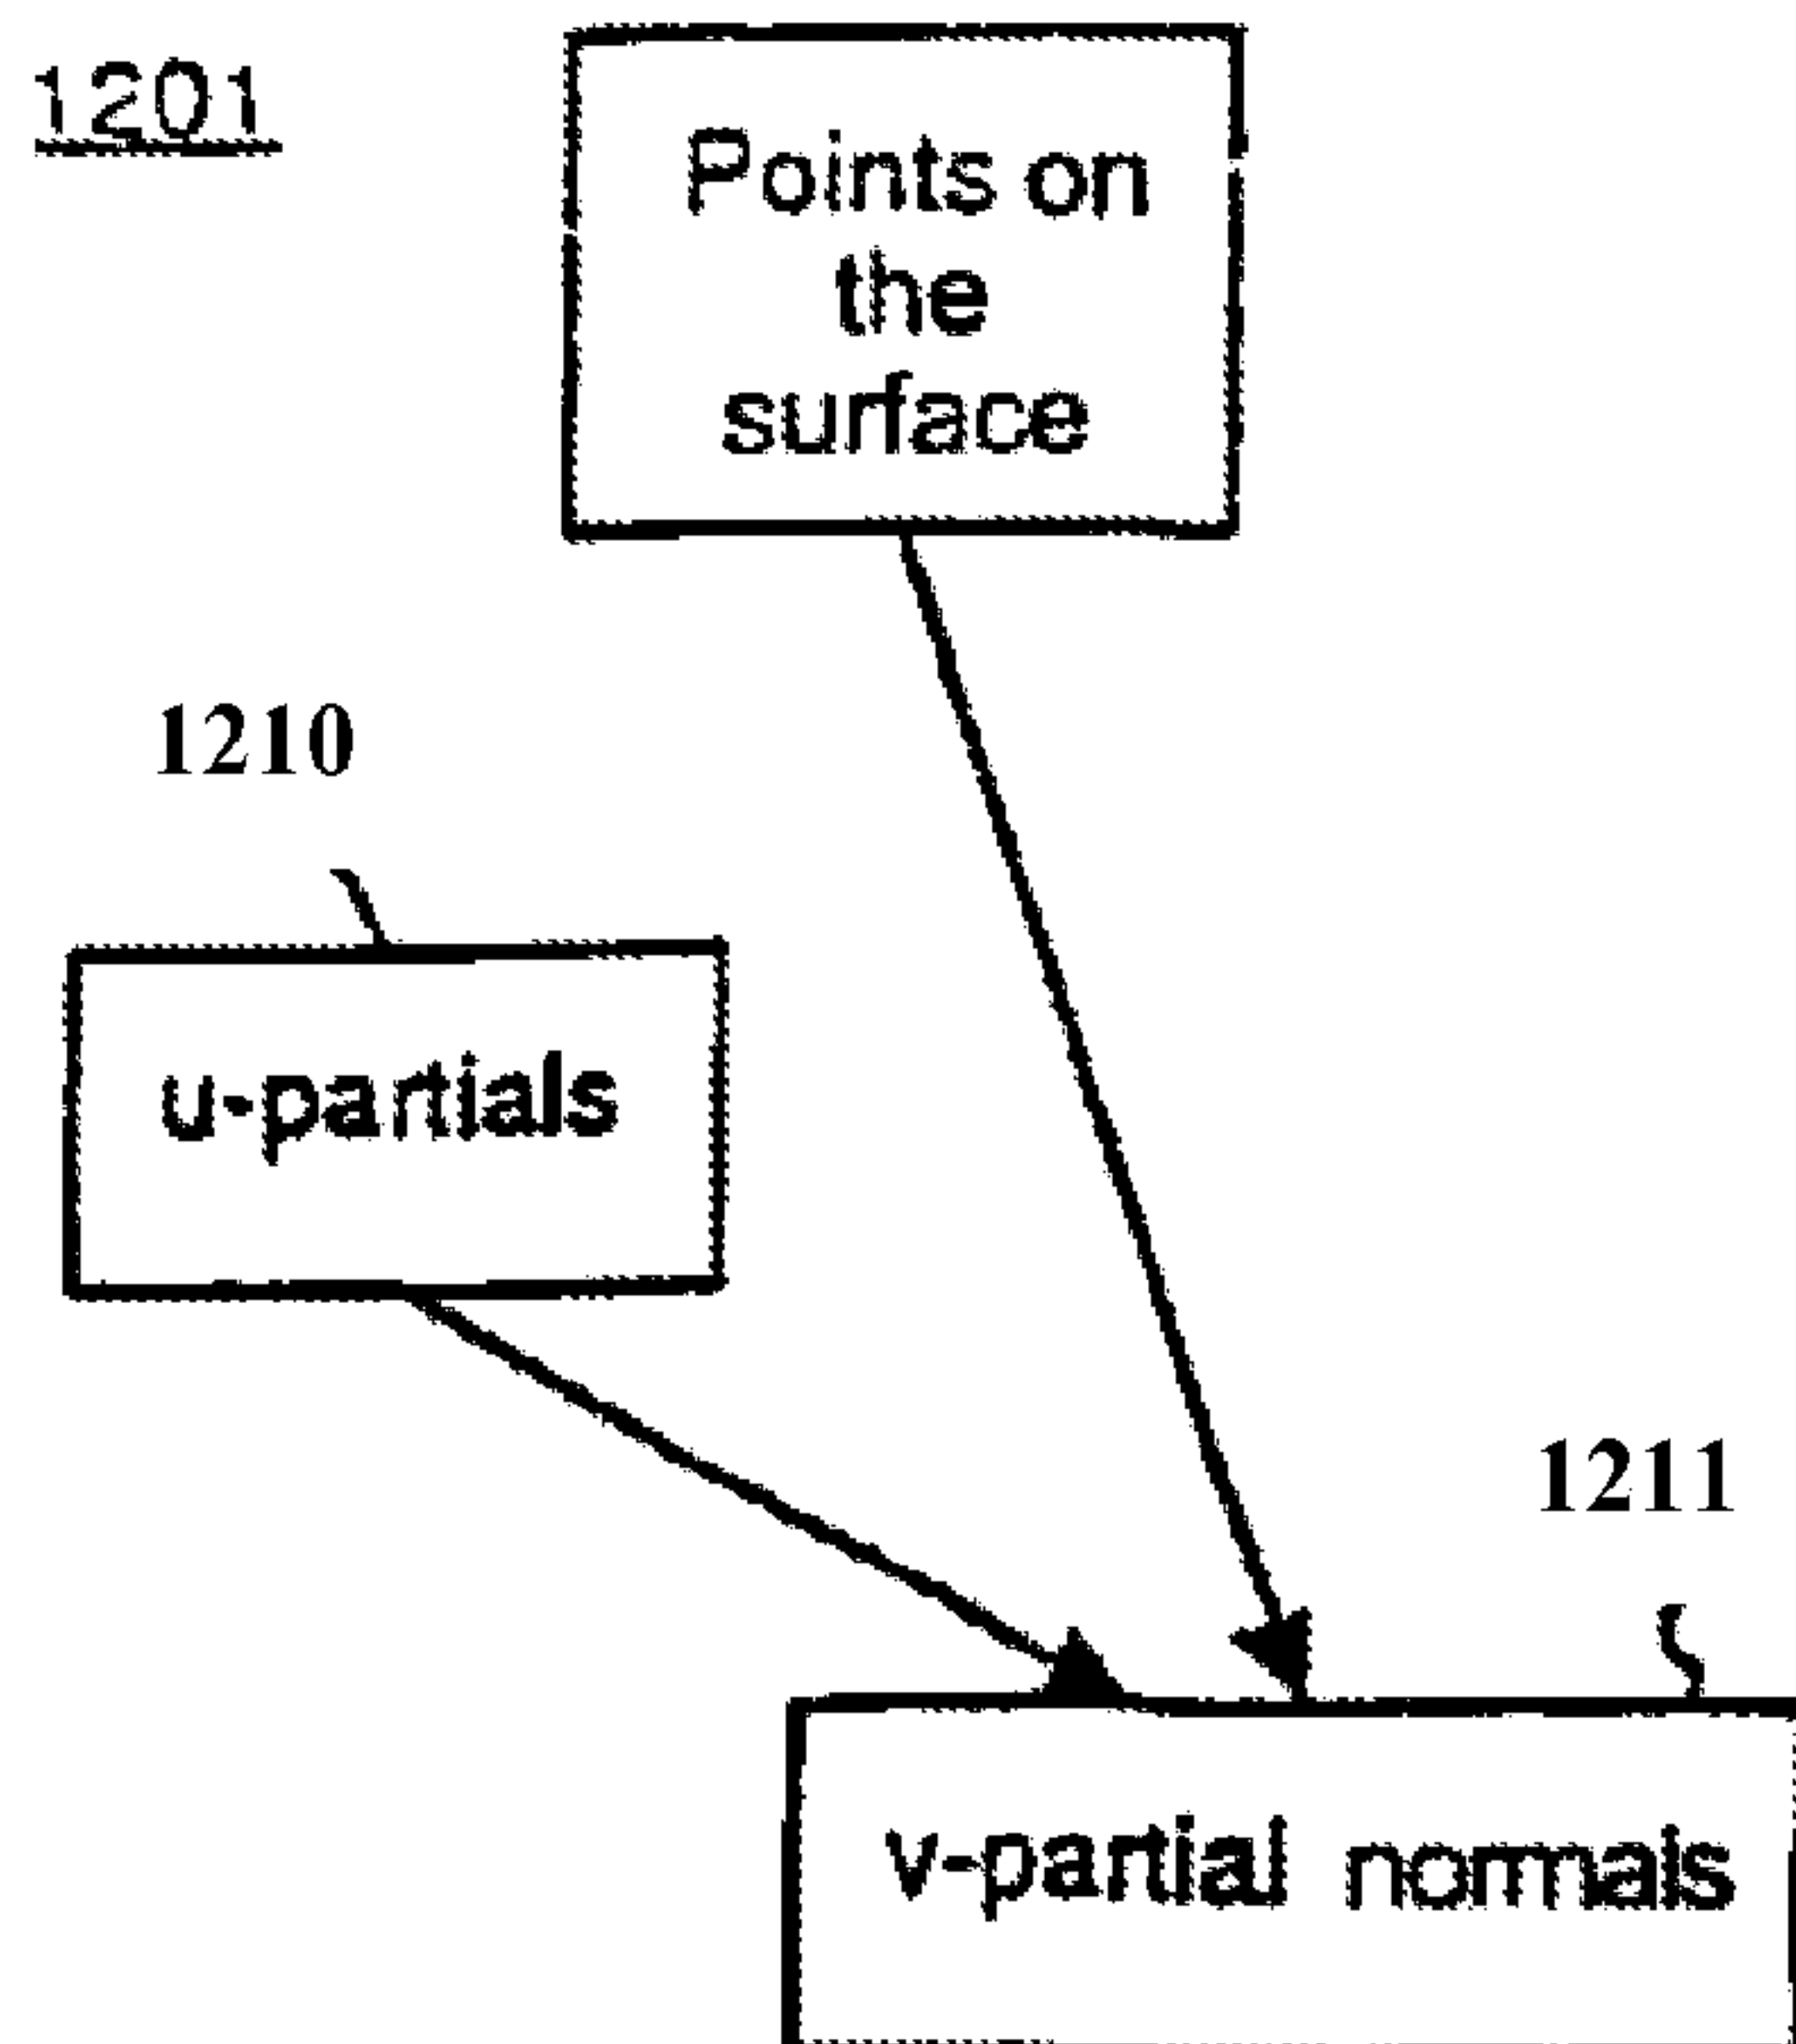 1201
Points on
the
surface
1210
u-partials
1211
v-partial normals